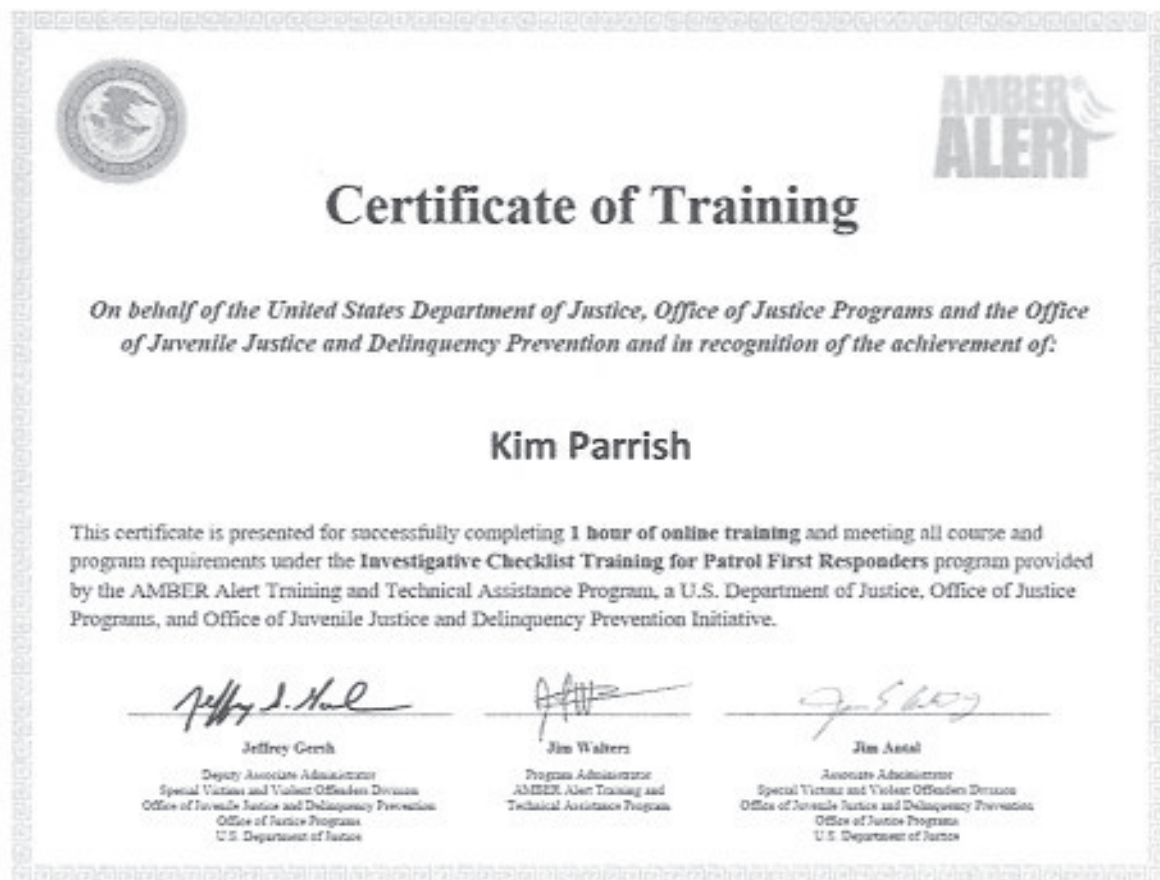 AMBER
ALERT
Certificate of Training
On behalf of the United States Department of Justice, Office of Justice Programs and the Office
of Juvenile Justice and Delinquency Prevention and in recognition of the achievement of:
Kim Parrish
This certificate is presented for successfully completing 1 hour of online training and meeting all course and
program requirements under the Investigative Checklist Training for Patrol First Responders program provided
by the AMBER Alert Training and Technical Assistance Program, a U.S. Department of Justice, Office of Justice
Programs, and Office of Juvenile Justice and Delinquency Prevention Initiative.
Jeffrey Gersh
Deputy Associate Administrator
Special Victims and Violent Offenders Division
Office of Juvenile Justice and Delinquency Prevention
Office of Justice Programs
U.S. Department of Justice
Jim Walters
Program Administrator
AMBER Alert Training and
Technical Assistance Program
Jim Antal
Associate Administrator
Special Victims and Violent Offenders Division
Office of Juvenile Justice and Delinquency Prevention
Office of Justice Programs
U.S. Department of Justice